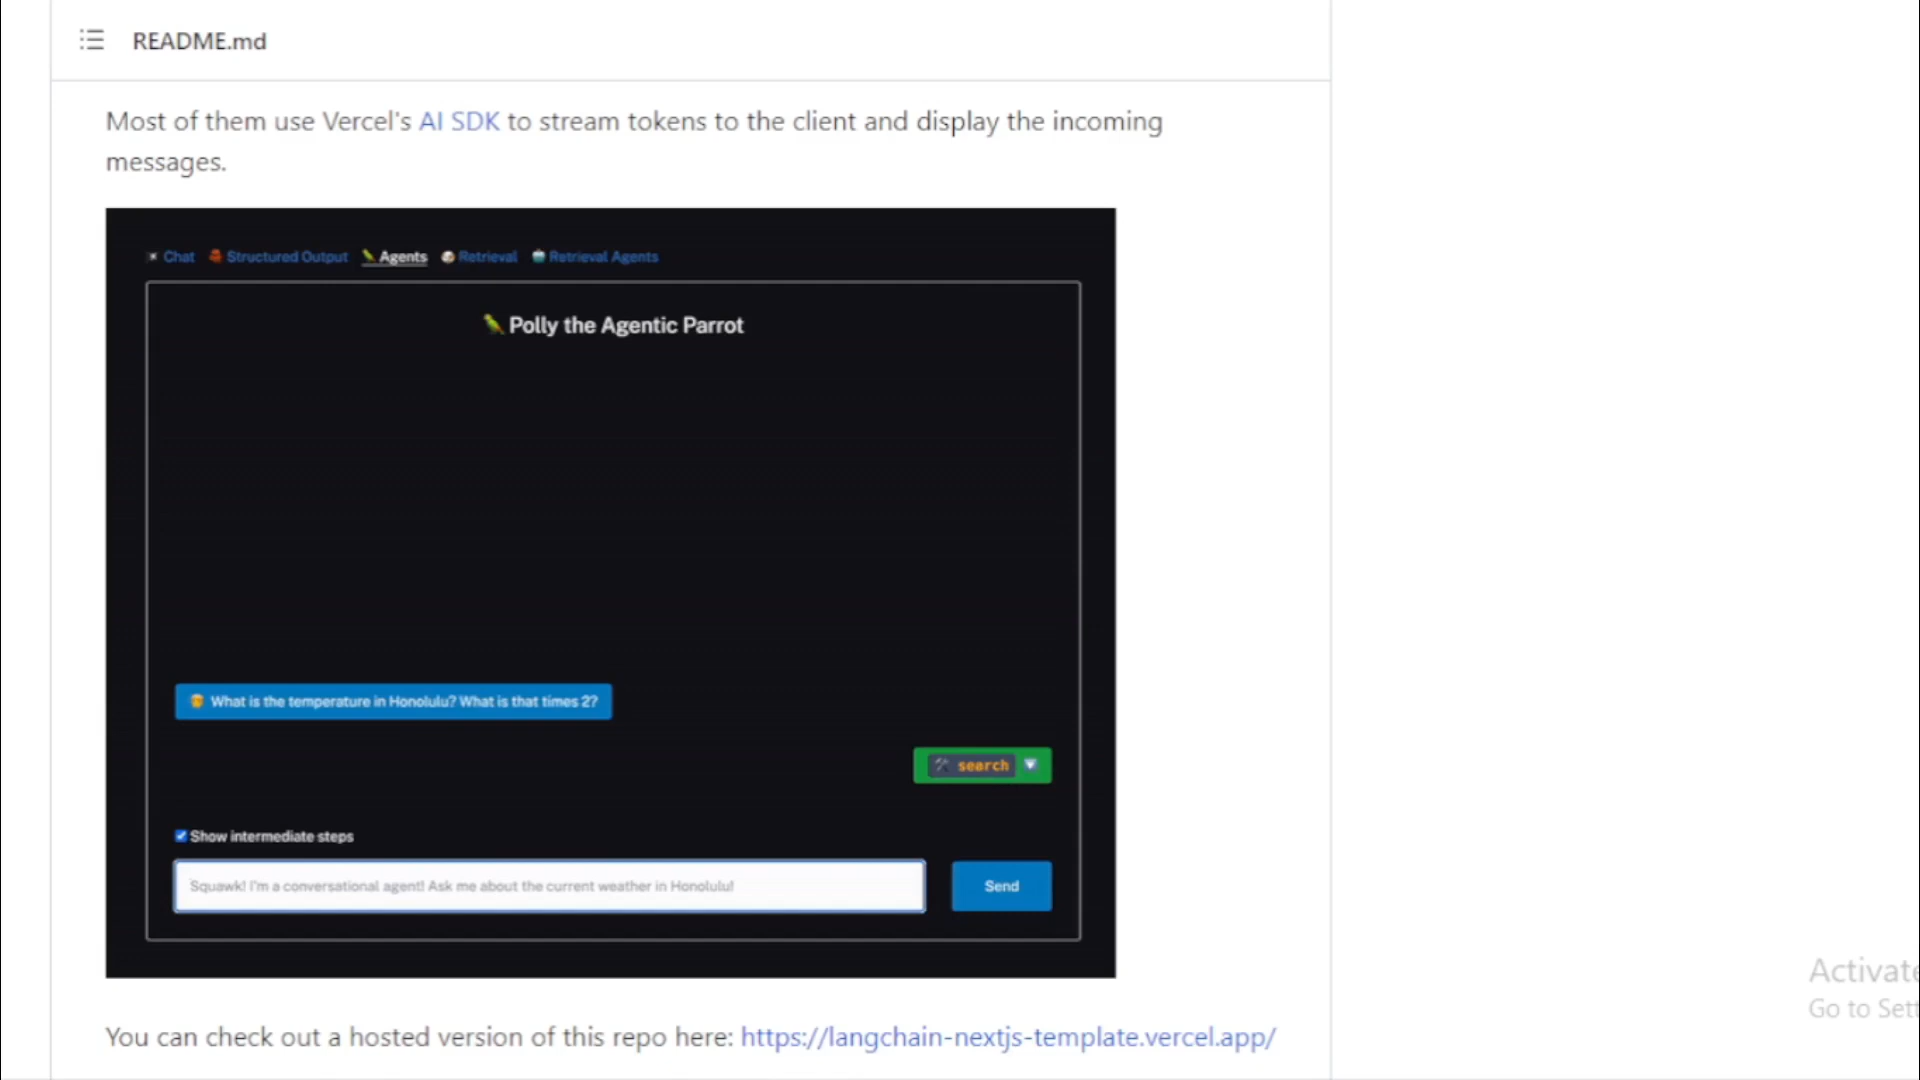 README.md
Most of them use Vercel's AI SDK to stream tokens to the client and display the incoming
messages.
Chat Structured Output Agents Retrieval Retrieval Agents
Polly the Agentic Parrot
What is the temperature in Honolulu? What is that times 2?
search
Show intermediate steps
Squawk! I'm a conversational agent! Ask me about the current weather in Honolulu!
Send
Activate
Go to Sett
You can check out a hosted version of this repo here: https://langchain-nextjs-template.vercel.app/